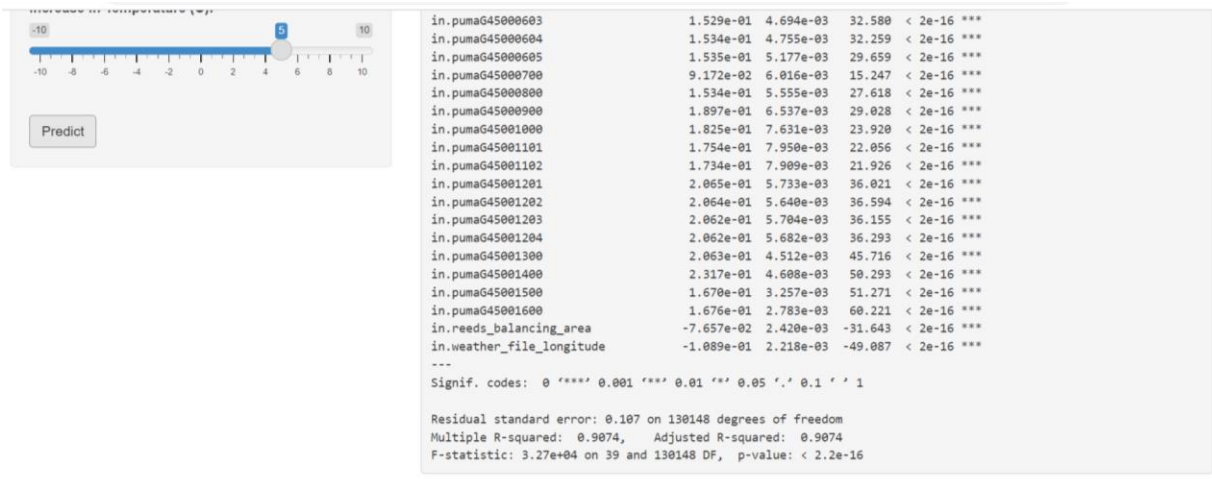 Increase in Temperature (C):
-10 5 10
-10 -8 -6 -4 -2 0 2 4 6 8 10
Predict
in.pumaG45000603 1.529e-01 4.694e-03 32.580 < 2e-16 ***
in.pumaG45000604 1.534e-01 4.755e-03 32.259 < 2e-16 ***
in.pumaG45000605 1.535e-01 5.177e-03 29.659 < 2e-16 ***
in.pumaG45000700 9.172e-02 6.016e-03 15.247 < 2e-16 ***
in.pumaG45000800 1.534e-01 5.555e-03 27.618 < 2e-16 ***
in.pumaG45000900 1.897e-01 6.537e-03 29.028 < 2e-16 ***
in.pumaG45001000 1.825e-01 7.631e-03 23.920 < 2e-16 ***
in.pumaG45001101 1.754e-01 7.950e-03 22.056 < 2e-16 ***
in.pumaG45001102 1.734e-01 7.909e-03 21.926 < 2e-16 ***
in.pumaG45001201 2.065e-01 5.733e-03 36.021 < 2e-16 ***
in.pumaG45001202 2.064e-01 5.640e-03 36.594 < 2e-16 ***
in.pumaG45001203 2.062e-01 5.704e-03 36.155 < 2e-16 ***
in.pumaG45001204 2.062e-01 5.682e-03 36.293 < 2e-16 ***
in.pumaG45001300 2.063e-01 4.512e-03 45.716 < 2e-16 ***
in.pumaG45001400 2.317e-01 4.608e-03 50.293 < 2e-16 ***
in.pumaG45001500 1.670e-01 3.257e-03 51.271 < 2e-16 ***
in.pumaG45001600 1.676e-01 2.783e-03 60.221 < 2e-16 ***
in.reeds_balancing_area -7.657e-02 2.420e-03 -31.643 < 2e-16 ***
in.weather_file_longitude -1.089e-01 2.218e-03 -49.087 < 2e-16 ***
---
Signif. codes: 0 ‘***’ 0.001 ‘**’ 0.01 ‘*’ 0.05 ‘.’ 0.1 ‘ ’ 1
Residual standard error: 0.107 on 130148 degrees of freedom
Multiple R-squared: 0.9074, Adjusted R-squared: 0.9074
F-statistic: 3.27e+04 on 39 and 130148 DF, p-value: < 2.2e-16